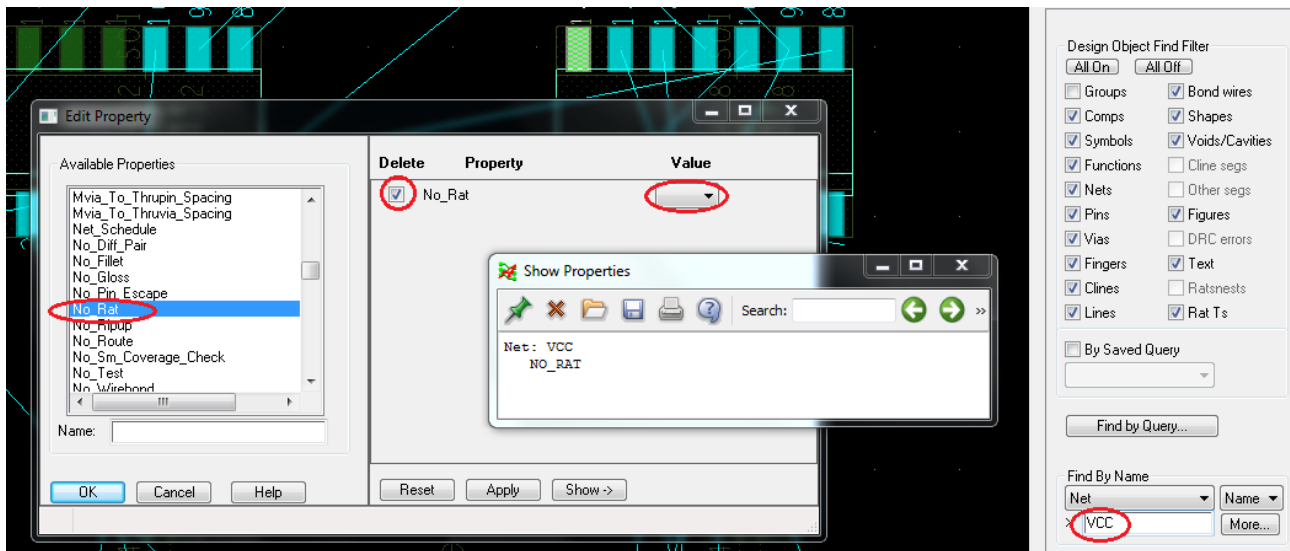 Edit Property
Available Properties
Mvia_To_Thrupin_Spacing
Mvia_To_Thruvia_Spacing
Net_Schedule
No_Diff_Pair
No_Fillet
No_Gloss
No_Pin_Escape
No_Rat
No_Ripup
No_Route
No_Sm_Coverage_Check
No_Test
No_Wirebond
Name:
OK Cancel Help
Delete Property Value
No_Rat
Reset Apply Show ->
Show Properties
Search:
Net: VCC
NO_RAT
Design Object Find Filter
All On All Off
Groups Bond wires
Comps Shapes
Symbols Voids/Cavities
Functions Cline segs
Nets Other segs
Pins Figures
Vias DRC errors
Fingers Text
Clines Ratsnests
Lines Rat Ts
By Saved Query
Find by Query...
Find By Name
Net Name
> VCC More...